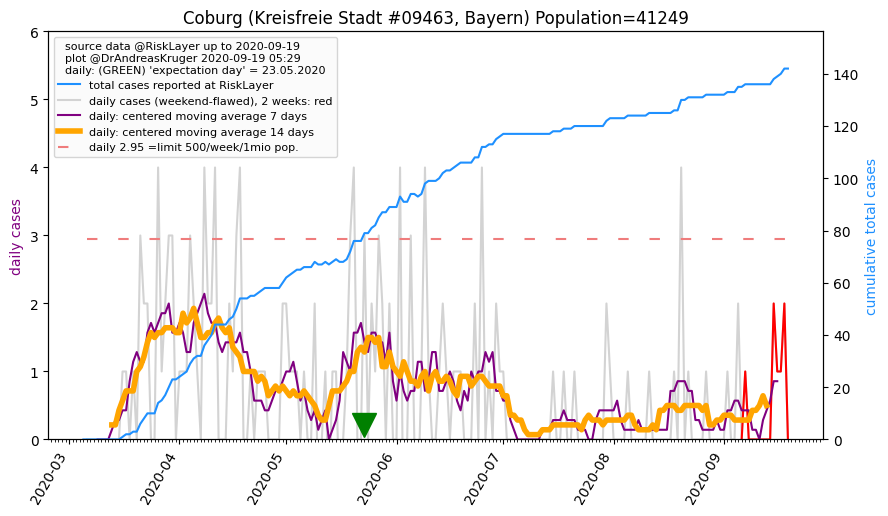 Coburg (Kreisfreie Stadt #09463, Bayern) Population=41249
source data @RiskLayer up to 2020-09-19
plot @DrAndreasKruger 2020-09-19 05:29
daily: (GREEN) 'expectation day' = 23.05.2020
total cases reported at RiskLayer
daily cases (weekend-flawed), 2 weeks: red
daily: centered moving average 7 days
daily: centered moving average 14 days
daily 2.95 =limit 500/week/1mio pop.
daily cases
6
5
4
3
2
1
0
cumulative total cases
140
120
100
80
60
40
20
0
2020-03
2020-04
2020-05
2020-06
2020-07
2020-08
2020-09